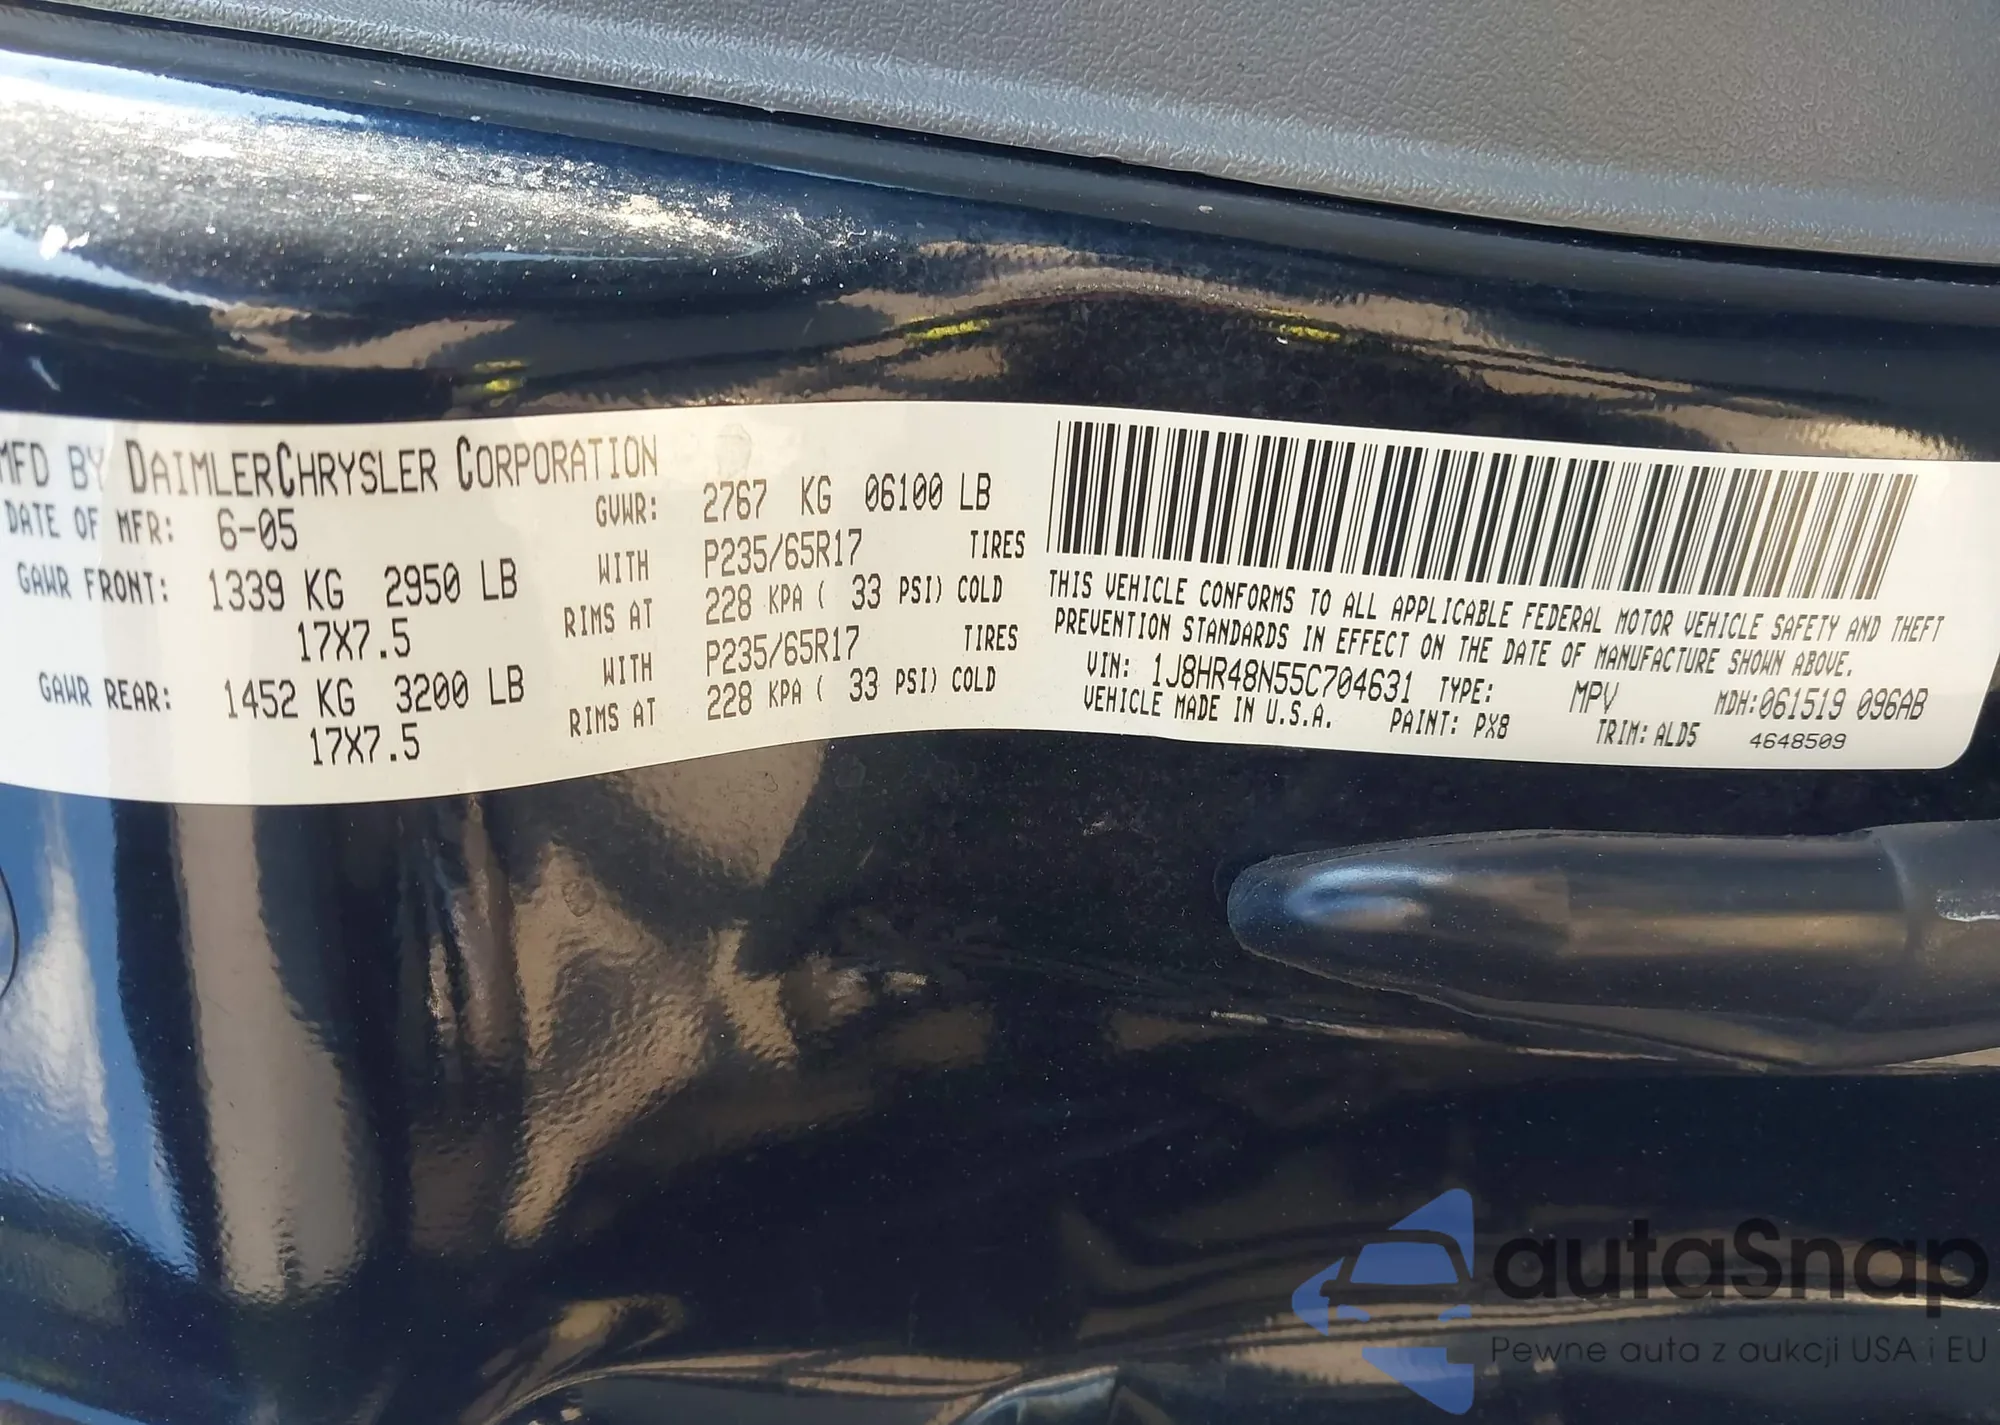 MFD BY DAIMLERCHRYSLER CORPORATION
DATE OF MFR: 6-05 GVWR: 2767 KG 06100 LB
GAWR FRONT: 1339 KG 2950 LB WITH P235/65R17 TIRES
17X7.5 RIMS AT 228 KPA ( 33 PSI) COLD
GAWR REAR: 1452 KG 3200 LB WITH P235/65R17 TIRES
17X7.5 RIMS AT 228 KPA ( 33 PSI) COLD
THIS VEHICLE CONFORMS TO ALL APPLICABLE FEDERAL MOTOR VEHICLE SAFETY AND THEFT
PREVENTION STANDARDS IN EFFECT ON THE DATE OF MANUFACTURE SHOWN ABOVE.
VIN: 1J8HR48N55C704631 TYPE: MPV MDH:061519 096AB
VEHICLE MADE IN U.S.A. PAINT: PX8 TRIM: ALD5 4648509
autaSnap
Pewne auta z aukcji USA i EU